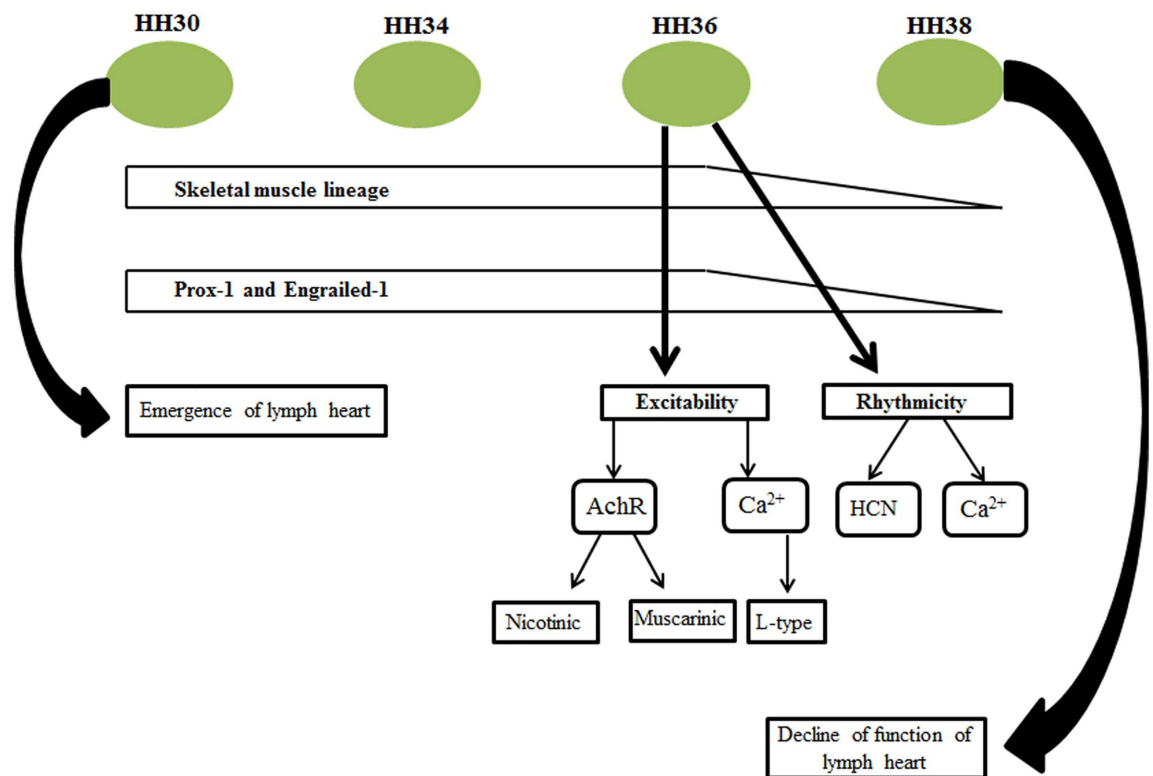 HH30
HH34
HH36
HH38
Skeletal muscle lineage
Prox-1 and Engrailed-1
Emergence of lymph heart
Excitability
Rhythmicity
AchR
Ca²⁺
HCN
Ca²⁺
Nicotinic
Muscarinic
L-type
Decline of function of
lymph heart